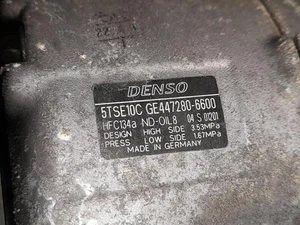 DENSO
5TSE10C GE447280-6600
HFC134a ND-OIL8 04 S 01201
DESIGN HIGH SIDE 3.53MPa
PRESS LOW SIDE 1.67MPa
MADE IN GERMANY